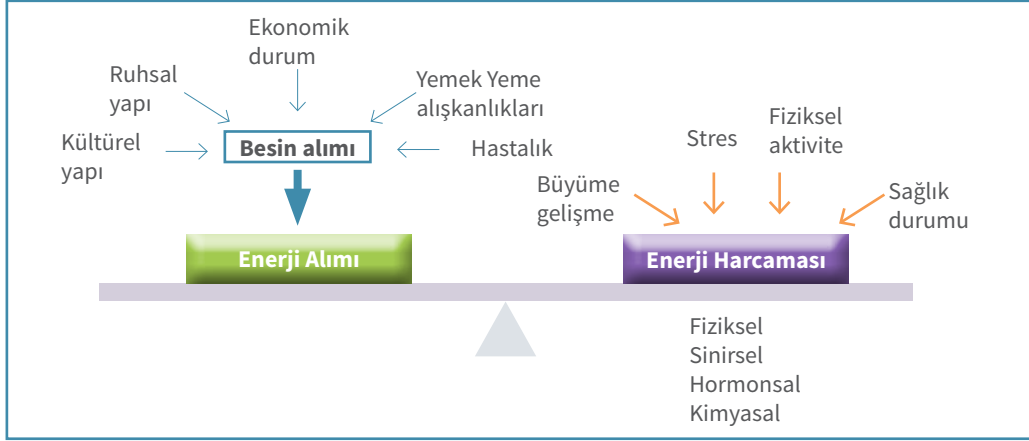 Ekonomik
durum
Ruhsal
yapı
Yemek Yeme
alışkanlıkları
Kültürel
yapı
Besin alımı
Hastalık
Stres
Fiziksel
aktivite
Büyüme
gelişme
Sağlık
durumu
Enerji Alımı
Enerji Harcaması
Fiziksel
Sinirsel
Hormonsal
Kimyasal